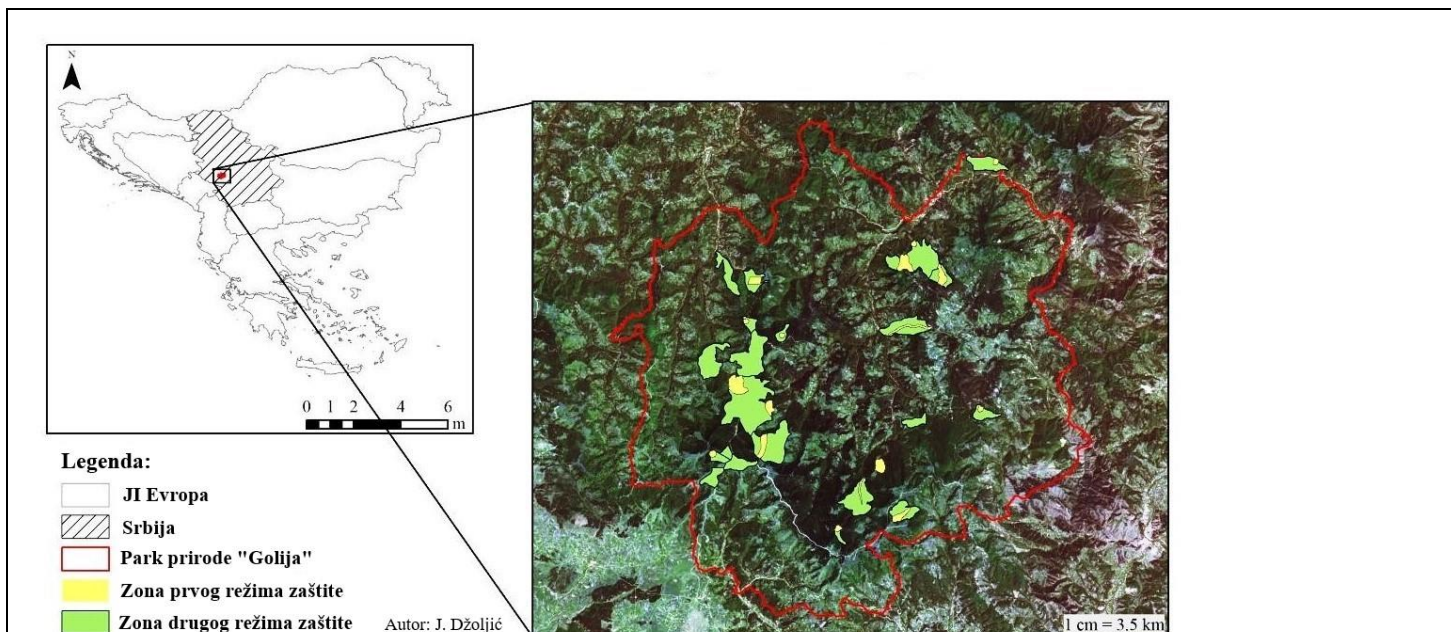 N
0 1 2 4 6
m
Legenda:
JI Evropa
Srbija
Park prirode "Golija"
Zona prvog režima zaštite
Zona drugog režima zaštite
Autor: J. Džoljić
1 cm = 3,5 km